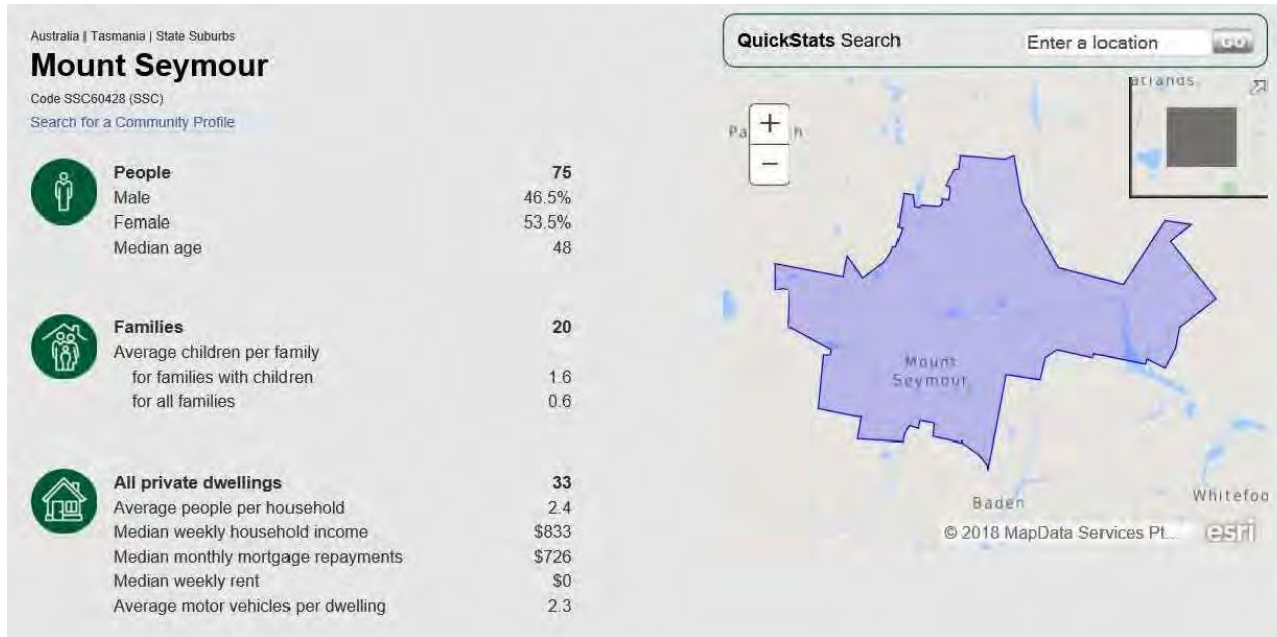 Australia | Tasmania | State Suburbs
Mount Seymour
Code SSC60428 (SSC)
Search for a Community Profile
People 75
Male 46.5%
Female 53.5%
Median age 48
Families 20
Average children per family
for families with children 1.6
for all families 0.6
All private dwellings 33
Average people per household 2.4
Median weekly household income $833
Median monthly mortgage repayments $726
Median weekly rent $0
Average motor vehicles per dwelling 2.3
QuickStats Search Enter a location GO
+
−
Mount
Seymour
Baden
Whitefoo
© 2018 MapData Services Pt...
esri